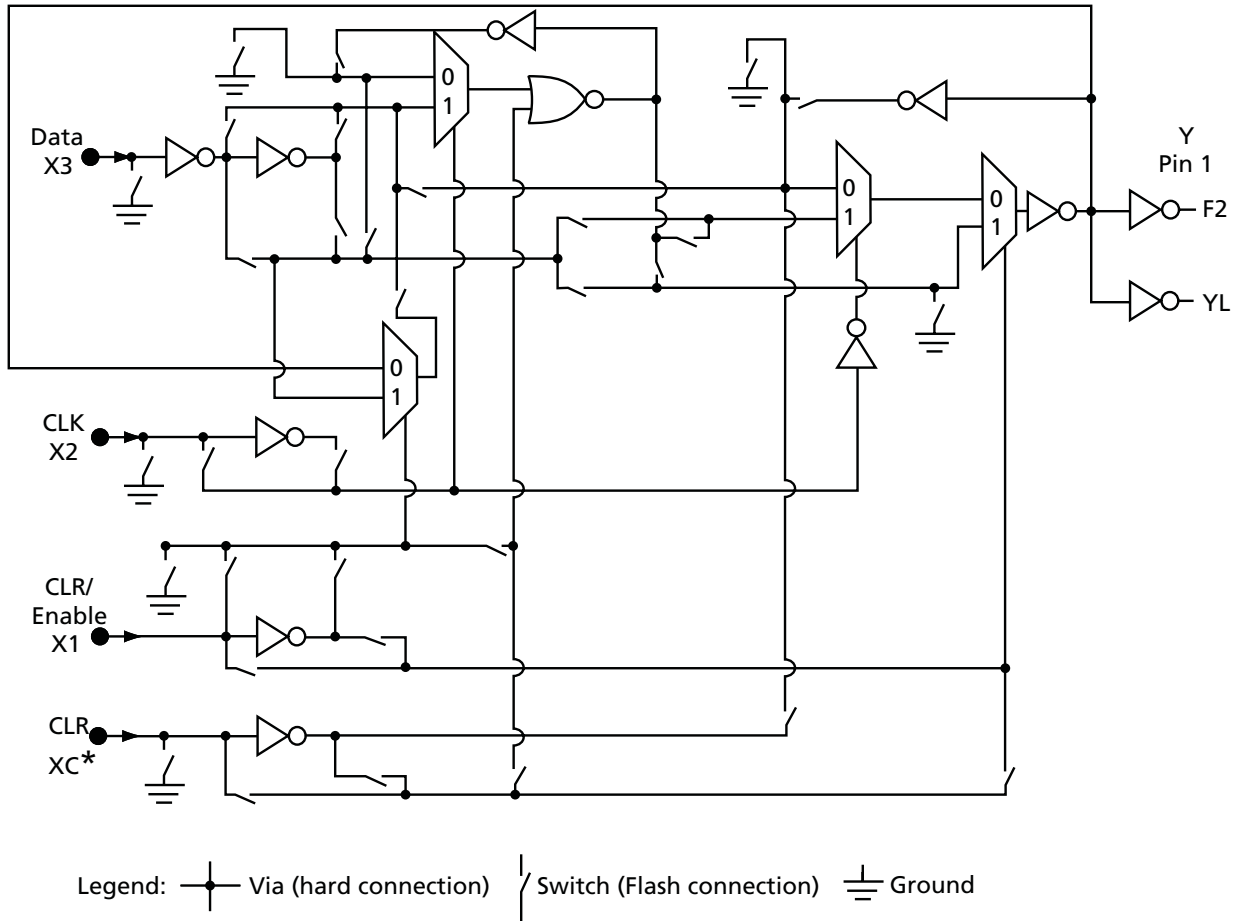 0
1
Data
X3
0
1
0
1
Y
Pin 1
F2
YL
0
1
CLK
X2
CLR/
Enable
X1
CLR
XC*
Legend: Via (hard connection) Switch (Flash connection) Ground